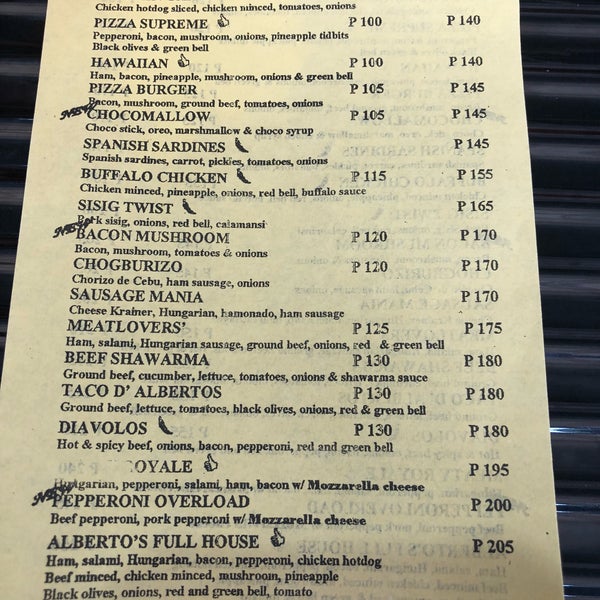 Chicken hotdog sliced, chicken minced, tomatoes, onions
PIZZA SUPREME ₱ 100 ₱ 140
Pepperoni, bacon, mushroom, onions, pineapple tidbits
Black olives & green bell
HAWAIIAN ₱ 100 ₱ 140
Ham, bacon, pineapple, mushroom, onions & green bell
PIZZA BURGER ₱ 105 ₱ 145
Bacon, mushroom, ground beef, tomatoes, onions
NEW CHOCOMALLOW ₱ 105 ₱ 145
Choco stick, oreo, marshmallow & choco syrup
SPANISH SARDINES ₱ 145
Spanish sardines, carrot, pickles, tomatoes, onions
BUFFALO CHICKEN ₱ 115 ₱ 155
Chicken minced, pineapple, onions, red bell, buffalo sauce
SISIG TWIST ₱ 165
Pork sisig, onions, red bell, calamansi
NEW BACON MUSHROOM ₱ 120 ₱ 170
Bacon, mushroom, tomatoes & onions
CHOGBURIZO ₱ 120 ₱ 170
Chorizo de Cebu, ham sausage, onions
SAUSAGE MANIA ₱ 170
Cheese Krainer, Hungarian, hamonado, ham sausage
MEATLOVERS' ₱ 125 ₱ 175
Ham, salami, Hungarian sausage, ground beef, onions, red & green bell
BEEF SHAWARMA ₱ 130 ₱ 180
Ground beef, cucumber, lettuce, tomatoes, onions & shawarma sauce
TACO D' ALBERTOS ₱ 130 ₱ 180
Ground beef, lettuce, tomatoes, black olives, onions, red & green bell
DIAVOLOS ₱ 130 ₱ 180
Hot & spicy beef, onions, bacon, pepperoni, red and green bell
OYALE ₱ 195
Hungarian, pepperoni, salami, ham, bacon w/ Mozzarella cheese
NEW PEPPERONI OVERLOAD ₱ 200
Beef pepperoni, pork pepperoni w/ Mozzarella cheese
ALBERTO'S FULL HOUSE ₱ 205
Ham, salami, Hungarian, bacon, pepperoni, chicken hotdog
Beef minced, chicken minced, mushroom, pineapple
Black olives, onions, red and green bell, tomato